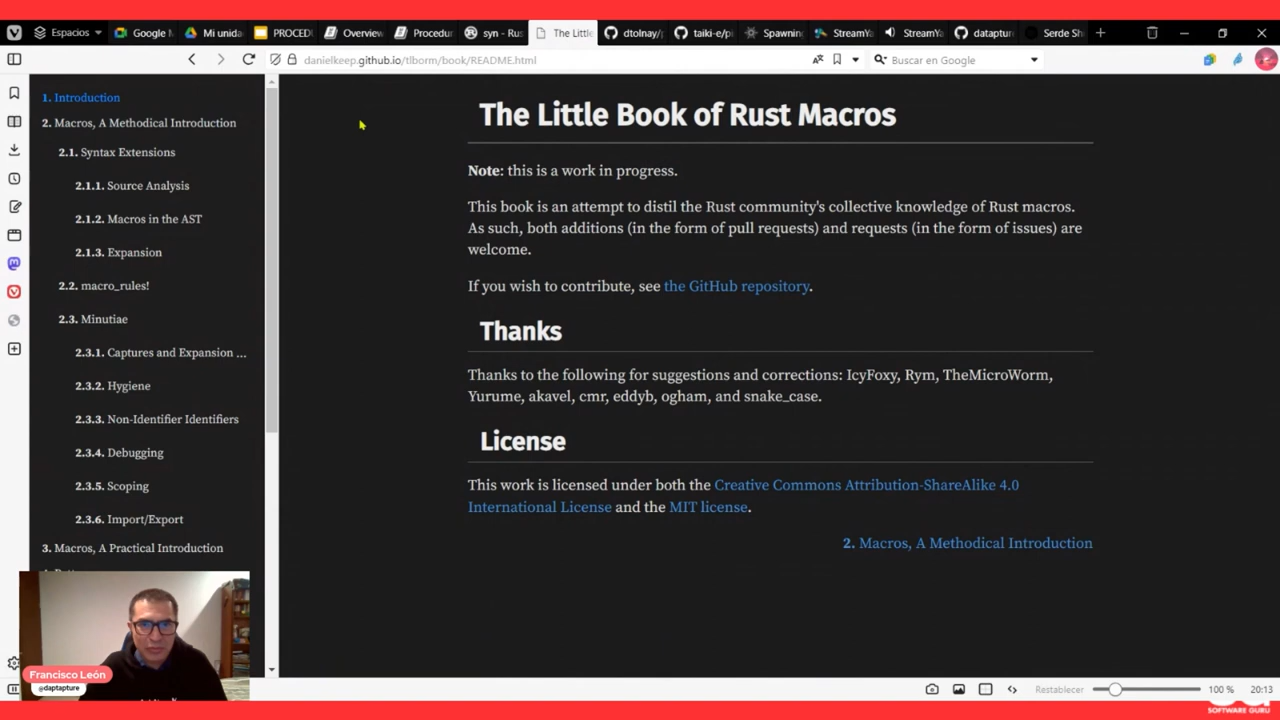 Espacios
Google M
Mi unida
PROCEDU
Overview
Procedur
syn - Rus
The Little
dtolnay/p
taiki-e/pi
Spawning
StreamYa
StreamYa
datapture
Serde Sh
danielkeep.github.io/tlborm/book/README.html
Buscar en Google
1. Introduction
2. Macros, A Methodical Introduction
2.1. Syntax Extensions
2.1.1. Source Analysis
2.1.2. Macros in the AST
2.1.3. Expansion
2.2. macro_rules!
2.3. Minutiae
2.3.1. Captures and Expansion ...
2.3.2. Hygiene
2.3.3. Non-Identifier Identifiers
2.3.4. Debugging
2.3.5. Scoping
2.3.6. Import/Export
3. Macros, A Practical Introduction
The Little Book of Rust Macros
Note: this is a work in progress.
This book is an attempt to distil the Rust community's collective knowledge of Rust macros.
As such, both additions (in the form of pull requests) and requests (in the form of issues) are
welcome.
If you wish to contribute, see the GitHub repository.
Thanks
Thanks to the following for suggestions and corrections: IcyFoxy, Rym, TheMicroWorm,
Yurume, akavel, cmr, eddyb, ogham, and snake_case.
License
This work is licensed under both the Creative Commons Attribution-ShareAlike 4.0
International License and the MIT license.
2. Macros, A Methodical Introduction
Francisco León
@daptapture
Restablecer
100 %
20:13
SOFTWARE GURU